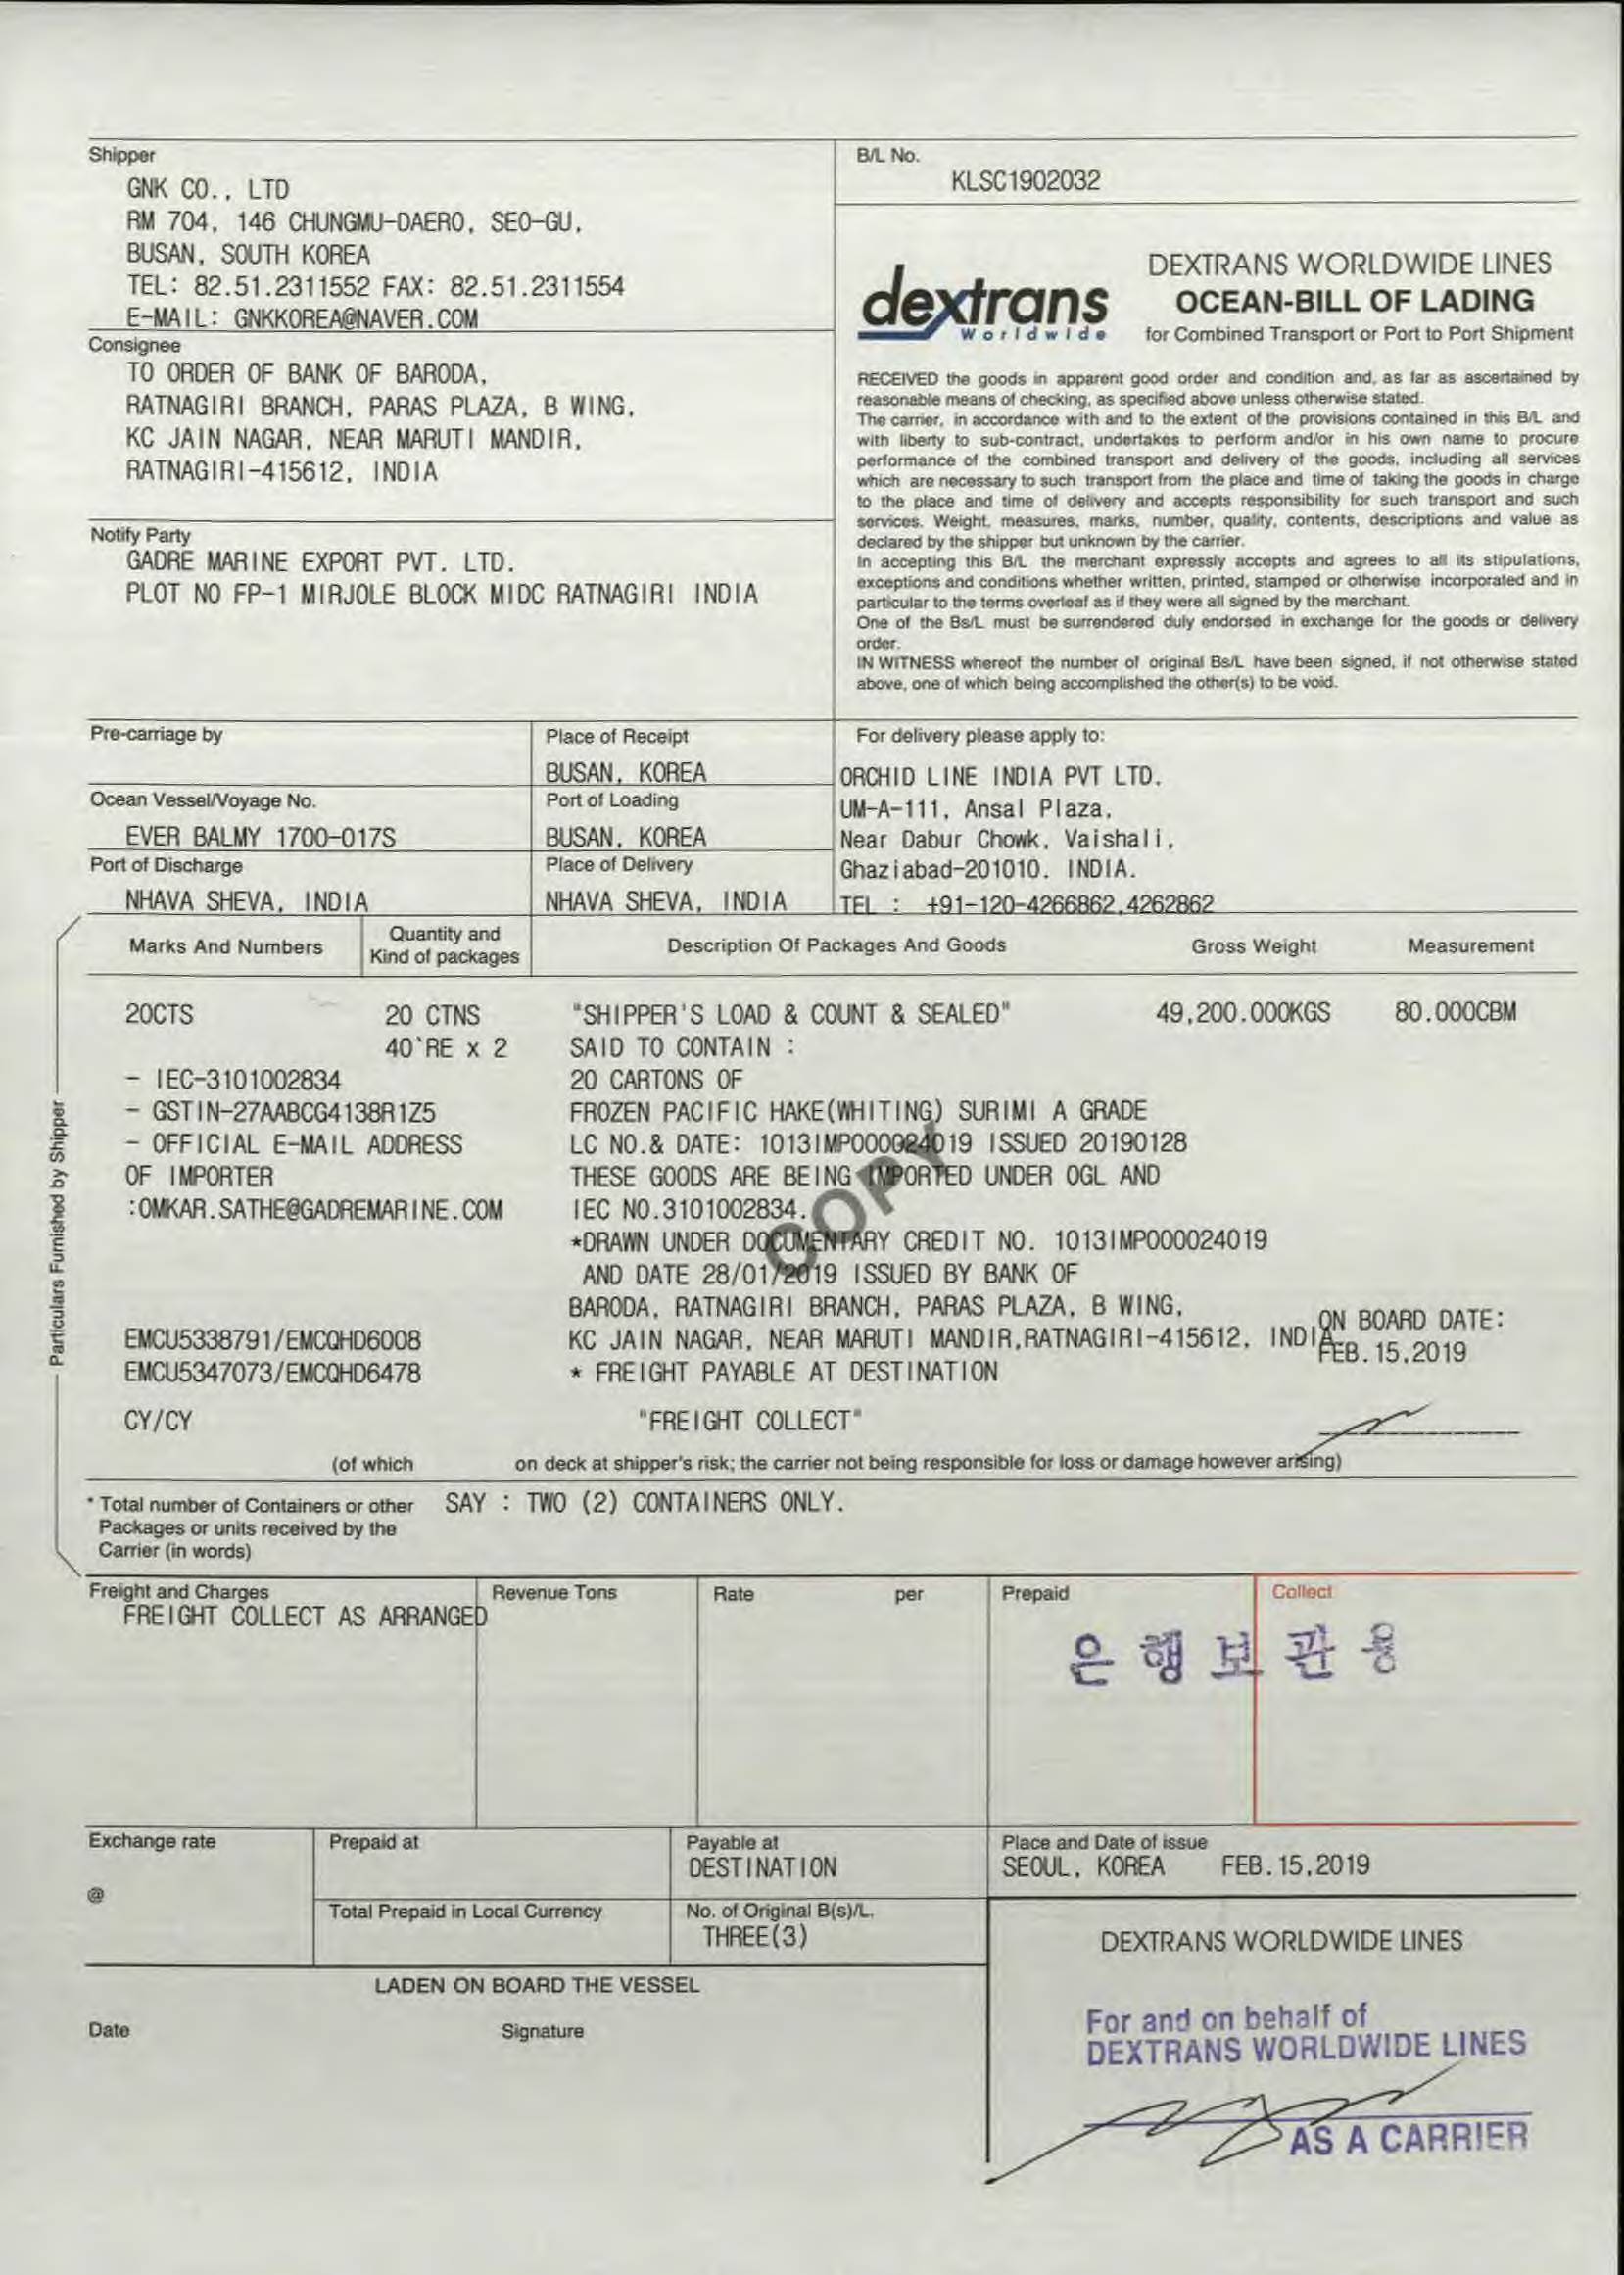 Shipper
GNK CO., LTD
RM 704, 146 CHUNGMU-DAERO, SEO-GU,
BUSAN, SOUTH KOREA
TEL: 82.51.2311552 FAX: 82.51.2311554
E-MAIL: GNKKOREA@NAVER.COM
B/L No.
KLSC1902032
dextrans
Worldwide
DEXTRANS WORLDWIDE LINES
OCEAN-BILL OF LADING
for Combined Transport or Port to Port Shipment
Consignee
TO ORDER OF BANK OF BARODA,
RATNAGIRI BRANCH, PARAS PLAZA, B WING,
KC JAIN NAGAR, NEAR MARUTI MANDIR,
RATNAGIRI-415612, INDIA
Notify Party
GADRE MARINE EXPORT PVT. LTD.
PLOT NO FP-1 MIRJOLE BLOCK MIDC RATNAGIRI INDIA
RECEIVED the goods in apparent good order and condition and, as far as ascertained by
reasonable means of checking, as specified above unless otherwise stated.
The carrier, in accordance with and to the extent of the provisions contained in this B/L and
with liberty to sub-contract, undertakes to perform and/or in his own name to procure
performance of the combined transport and delivery of the goods, including all services
which are necessary to such transport from the place and time of taking the goods in charge
to the place and time of delivery and accepts responsibility for such transport and such
services. Weight, measures, marks, number, quality, contents, descriptions and value as
declared by the shipper but unknown by the carrier.
In accepting this B/L the merchant expressly accepts and agrees to all its stipulations,
exceptions and conditions whether written, printed, stamped or otherwise incorporated and in
particular to the terms overleaf as if they were all signed by the merchant.
One of the Bs/L must be surrendered duly endorsed in exchange for the goods or delivery
order.
IN WITNESS whereof the number of original Bs/L have been signed, if not otherwise stated
above, one of which being accomplished the other(s) to be void.
Pre-carriage by
Place of Receipt
BUSAN, KOREA
Ocean Vessel/Voyage No.
EVER BALMY 1700-017S
Port of Loading
BUSAN, KOREA
Port of Discharge
NHAVA SHEVA, INDIA
Place of Delivery
NHAVA SHEVA, INDIA
For delivery please apply to:
ORCHID LINE INDIA PVT LTD.
UM-A-111, Ansal Plaza,
Near Dabur Chowk, Vaishali,
Ghaziabad-201010. INDIA.
TEL : +91-120-4266862,4262862
Particulars Furnished by Shipper
Marks And Numbers
Quantity and
Kind of packages
Description Of Packages And Goods
Gross Weight
Measurement
20CTS 20 CTNS "SHIPPER'S LOAD & COUNT & SEALED" 49,200.000KGS 80.000CBM
40`RE x 2 SAID TO CONTAIN :
- IEC-3101002834 20 CARTONS OF
- GSTIN-27AABCG4138R1Z5 FROZEN PACIFIC HAKE(WHITING) SURIMI A GRADE
- OFFICIAL E-MAIL ADDRESS LC NO.& DATE: 1013IMP000024019 ISSUED 20190128
OF IMPORTER THESE GOODS ARE BEING IMPORTED UNDER OGL AND
:OMKAR.SATHE@GADREMARINE.COM IEC NO.3101002834.
COPY
*DRAWN UNDER DOCUMENTARY CREDIT NO. 1013IMP000024019
AND DATE 28/01/2019 ISSUED BY BANK OF
BARODA, RATNAGIRI BRANCH, PARAS PLAZA, B WING,
EMCU5338791/EMCQHD6008 KC JAIN NAGAR, NEAR MARUTI MANDIR,RATNAGIRI-415612, INDIA
EMCU5347073/EMCQHD6478 * FREIGHT PAYABLE AT DESTINATION
ON BOARD DATE:
FEB.15,2019
CY/CY "FREIGHT COLLECT"
(of which on deck at shipper's risk; the carrier not being responsible for loss or damage however arising)
* Total number of Containers or other SAY : TWO (2) CONTAINERS ONLY.
Packages or units received by the
Carrier (in words)
Freight and Charges Revenue Tons Rate per Prepaid Collect
FREIGHT COLLECT AS ARRANGED
은행보관용
Exchange rate
@
Prepaid at
Payable at
DESTINATION
Place and Date of issue
SEOUL, KOREA FEB.15,2019
Total Prepaid in Local Currency
No. of Original B(s)/L.
THREE(3)
LADEN ON BOARD THE VESSEL
Date Signature
DEXTRANS WORLDWIDE LINES
For and on behalf of
DEXTRANS WORLDWIDE LINES
AS A CARRIER